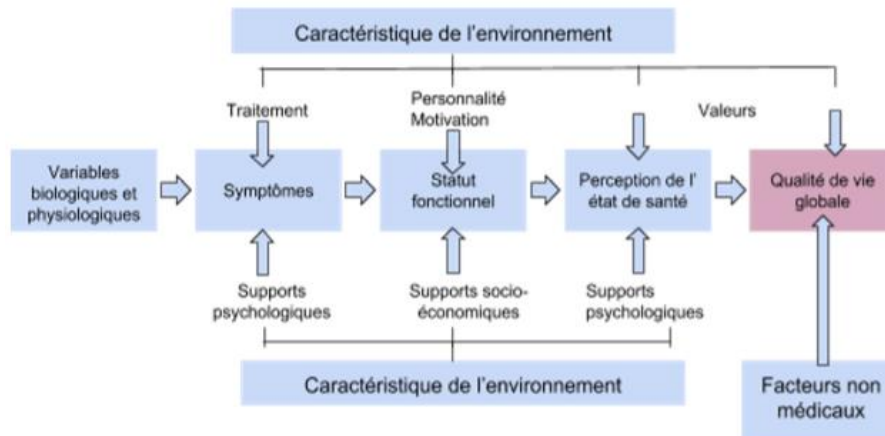 Caractéristique de l'environnement
Traitement
Personnalité
Motivation
Valeurs
Variables
biologiques et
physiologiques
Symptômes
Statut
fonctionnel
Perception de l'
état de santé
Qualité de vie
globale
Supports
psychologiques
Supports socio-
économiques
Supports
psychologiques
Caractéristique de l'environnement
Facteurs non
médicaux